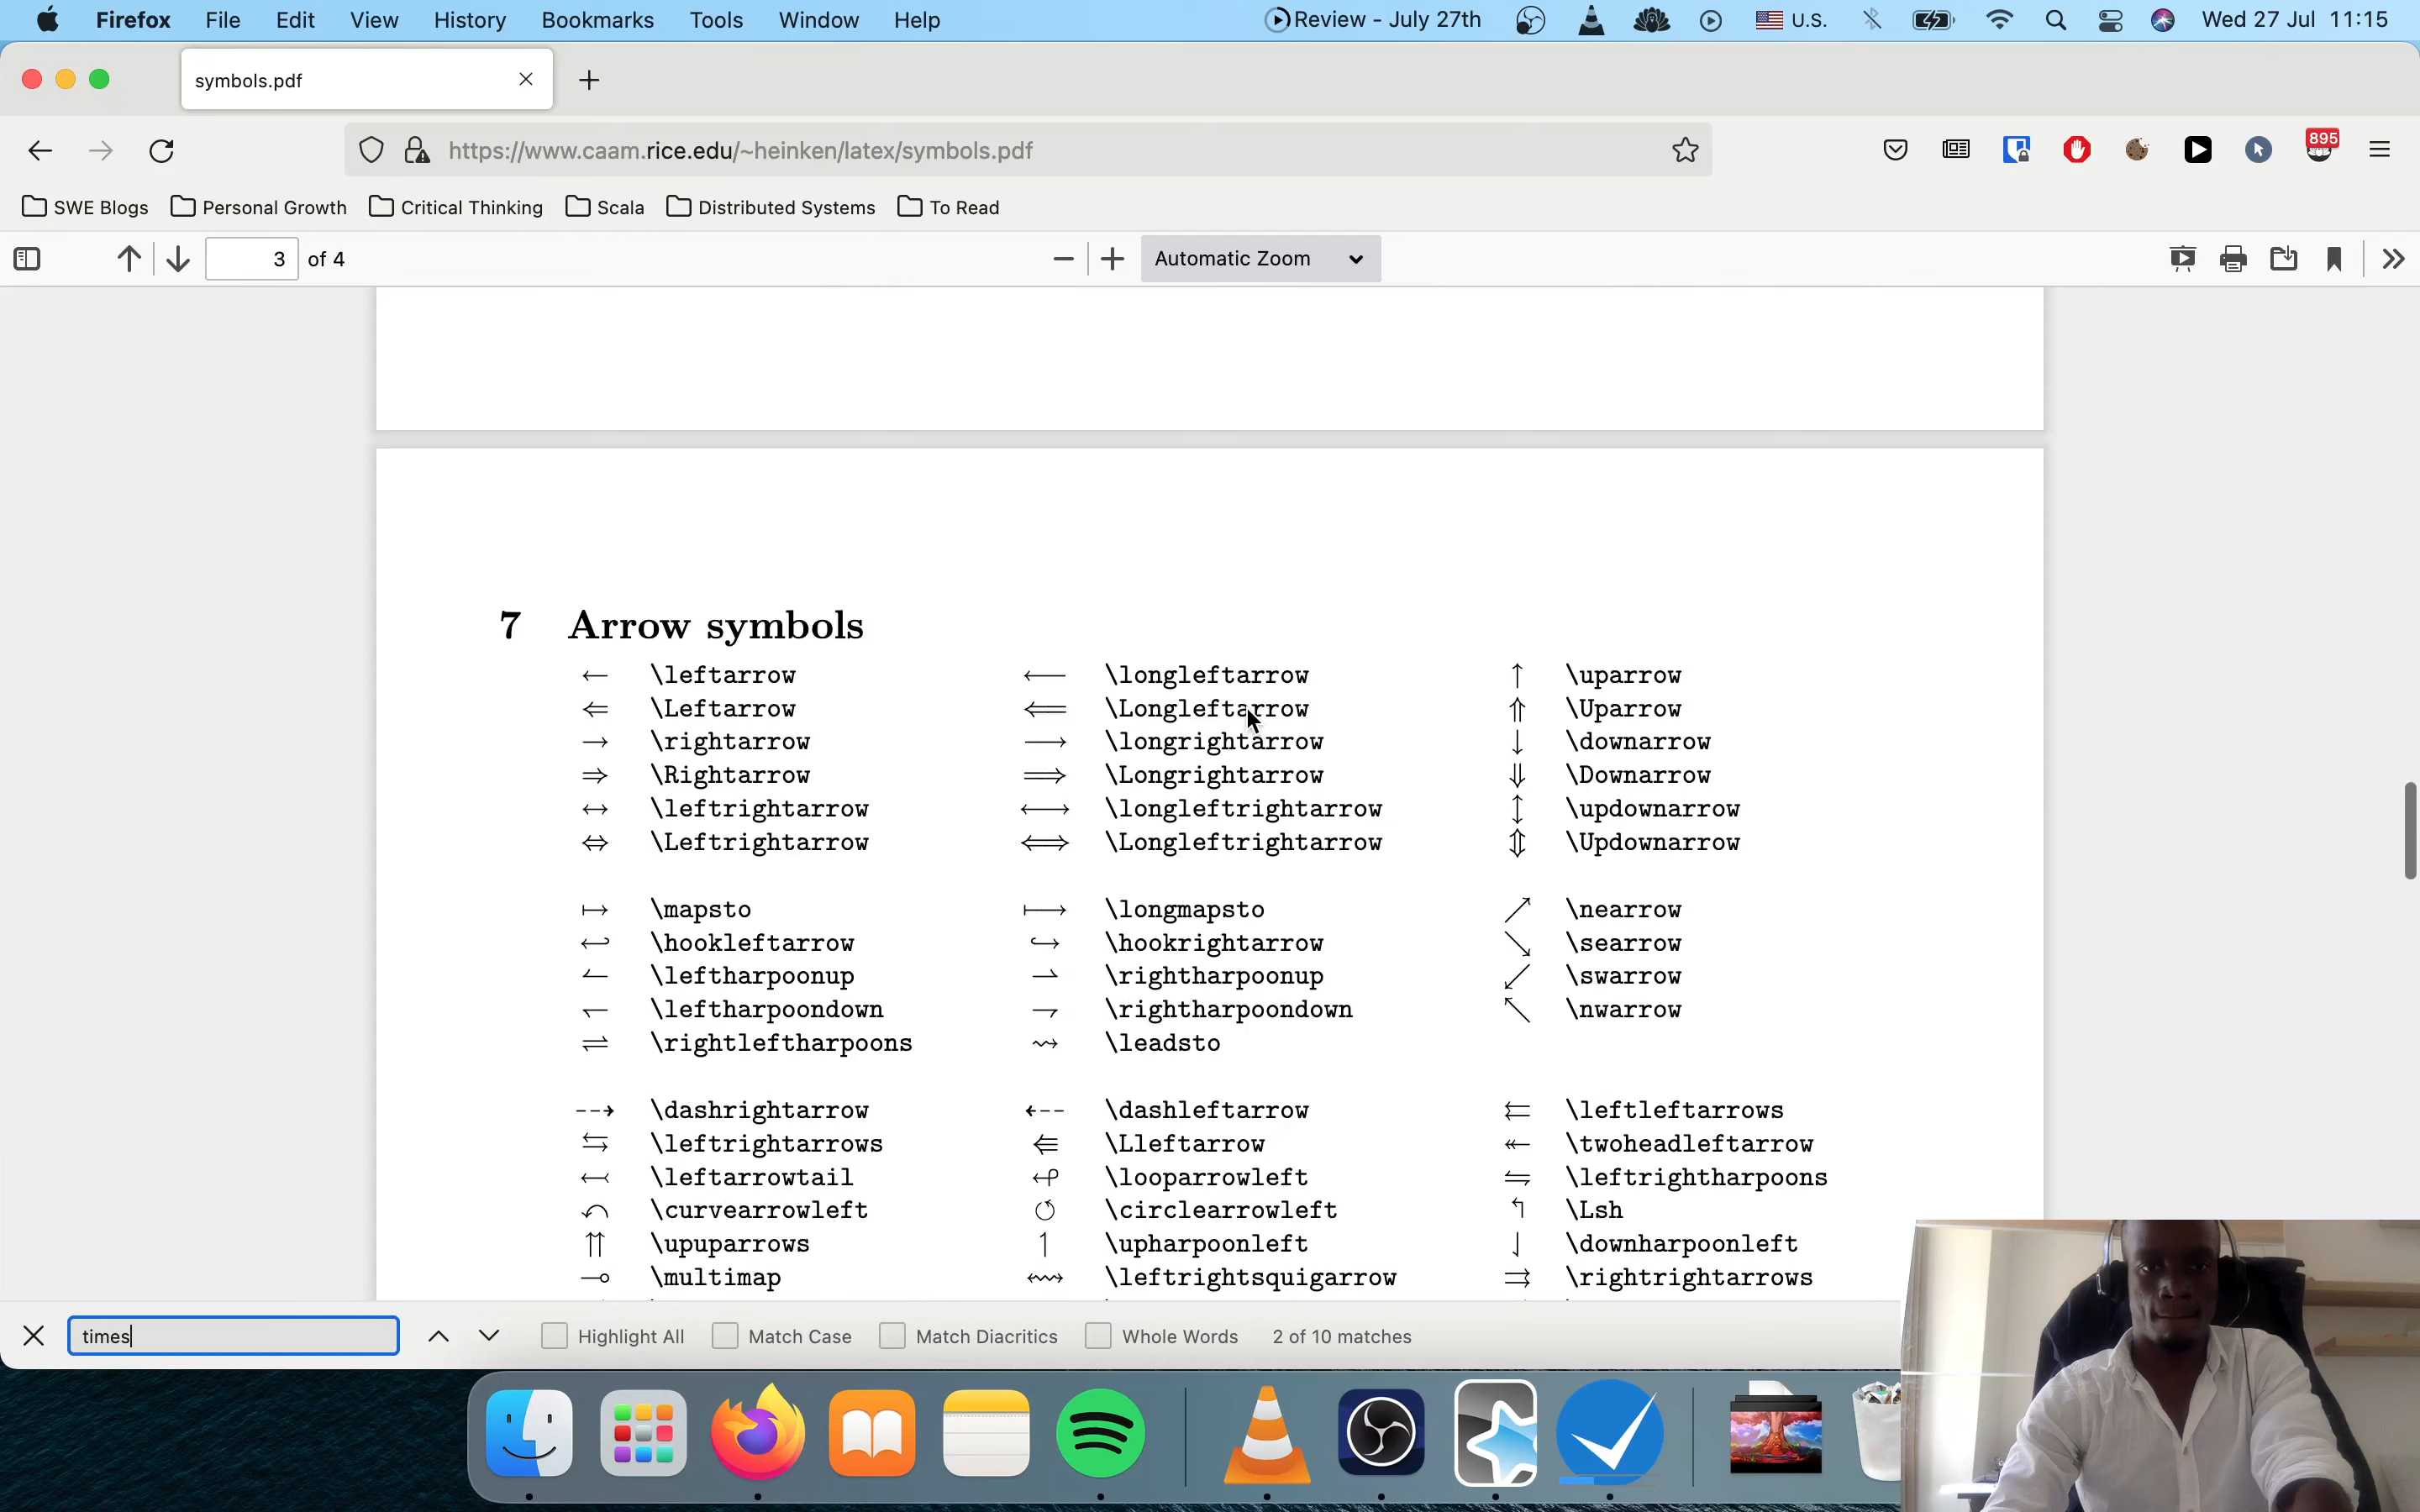 Firefox File Edit View History Bookmarks Tools Window Help Review - July 27th U.S. Wed 27 Jul 11:15
symbols.pdf
https://www.caam.rice.edu/~heinken/latex/symbols.pdf 895
SWE Blogs Personal Growth Critical Thinking Scala Distributed Systems To Read
3 of 4 Automatic Zoom
7 Arrow symbols
← \leftarrow ⟵ \longleftarrow ↑ \uparrow
⇐ \Leftarrow ⟸ \Longleftarrow ⇑ \Uparrow
→ \rightarrow ⟶ \longrightarrow ↓ \downarrow
⇒ \Rightarrow ⟹ \Longrightarrow ⇓ \Downarrow
↔ \leftrightarrow ⟷ \longleftrightarrow ↕ \updownarrow
⇔ \Leftrightarrow ⟺ \Longleftrightarrow ⇕ \Updownarrow
↦ \mapsto ⟼ \longmapsto ↗ \nearrow
↩ \hookleftarrow ↪ \hookrightarrow ↘ \searrow
↼ \leftharpoonup ⇀ \rightharpoonup ↙ \swarrow
↽ \leftharpoondown ⇁ \rightharpoondown ↖ \nwarrow
⇌ \rightleftharpoons ⇝ \leadsto
⇢ \dashrightarrow ⇠ \dashleftarrow ⇇ \leftleftarrows
⇆ \leftrightarrows ⇚ \Lleftarrow ↞ \twoheadleftarrow
↢ \leftarrowtail ↫ \looparrowleft ⇋ \leftrightharpoons
↶ \curvearrowleft ↺ \circlearrowleft ↰ \Lsh
⇈ \upuparrows ↿ \upharpoonleft ⇃ \downharpoonleft
⊸ \multimap ↭ \leftrightsquigarrow ⇉ \rightrightarrows
times Highlight All Match Case Match Diacritics Whole Words 2 of 10 matches